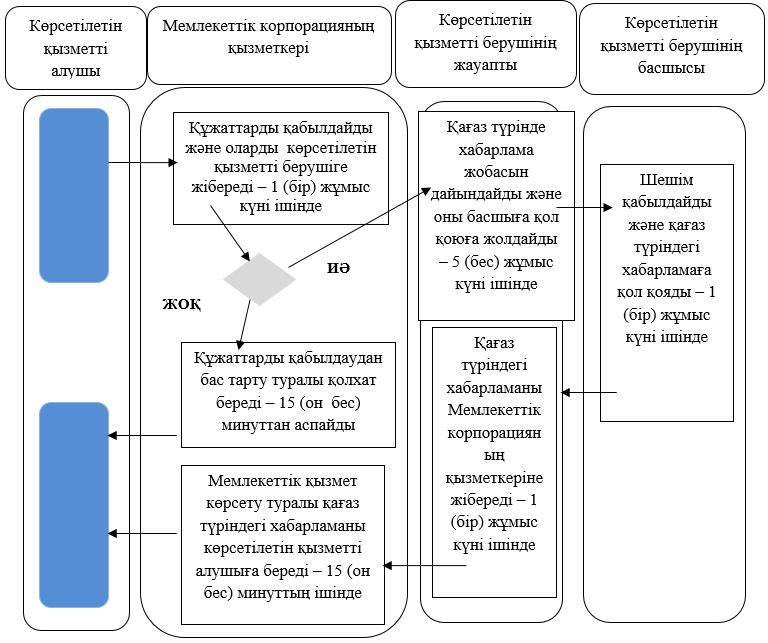 Көрсетілетін
қызметті
алушы
Мемлекеттік корпорацияның
қызметкері
Көрсетілетін
қызметті берушінің
жауапты
Көрсетілетін
қызметті берушінің
басшысы
Құжаттарды қабылдайды
және оларды көрсетілетін
қызметті берушіге
жібереді – 1 (бір) жұмыс
күні ішінде
ИӘ
ЖОҚ
Құжаттарды қабылдаудан
бас тарту туралы қолхат
береді – 15 (он бес)
минуттан аспайды
Мемлекеттік қызмет
көрсету туралы қағаз
түріндегі хабарламаны
көрсетілетін қызметті
алушыға береді – 15 (он
бес) минуттың ішінде
Қағаз түрінде
хабарлама
жобасын
дайындайды және
оны басшыға қол
қоюға жолдайды
– 5 (бес) жұмыс
күні ішінде
Қағаз
түріндегі
хабарламаны
Мемлекеттік
корпорациян
ың
қызметкеріне
жібереді – 1
(бір) жұмыс
күні ішінде
Шешім
қабылдайды
және қағаз
түріндегі
хабарламаға
қол қояды – 1
(бір) жұмыс
күні ішінде